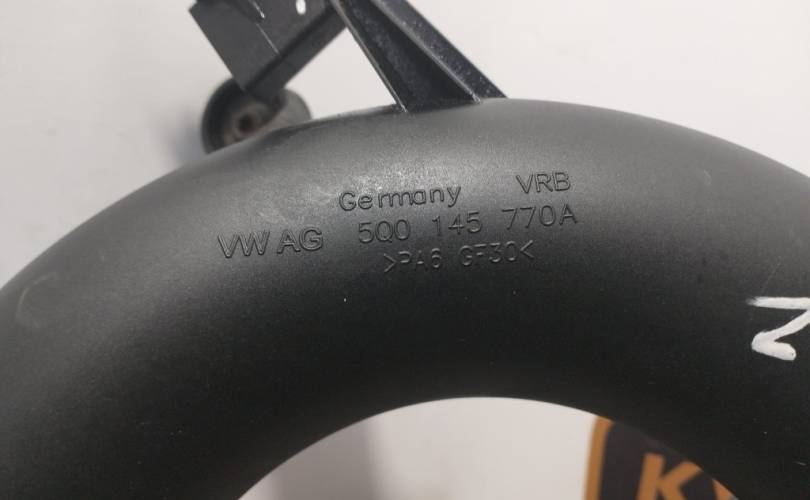 Germany VRB
VW AG 5Q0 145 770A
>PA6 GF30<
K